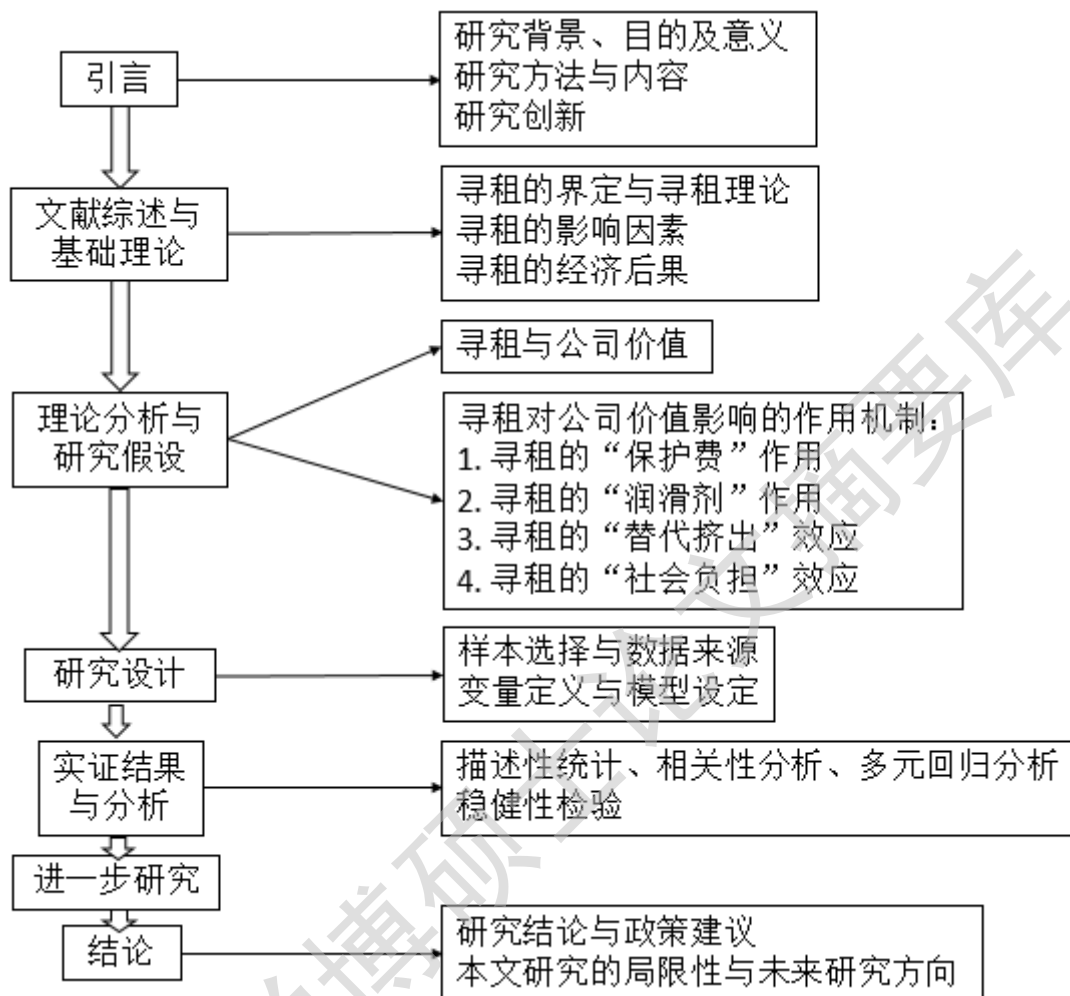 引言
研究背景、目的及意义
研究方法与内容
研究创新
文献综述与
基础理论
寻租的界定与寻租理论
寻租的影响因素
寻租的经济后果
理论分析与
研究假设
寻租与公司价值
寻租对公司价值影响的作用机制:
1. 寻租的“保护费”作用
2. 寻租的“润滑剂”作用
3. 寻租的“替代挤出”效应
4. 寻租的“社会负担”效应
研究设计
样本选择与数据来源
变量定义与模型设定
实证结果
与分析
描述性统计、相关性分析、多元回归分析
稳健性检验
进一步研究
结论
研究结论与政策建议
本文研究的局限性与未来研究方向
博硕士论文摘要库